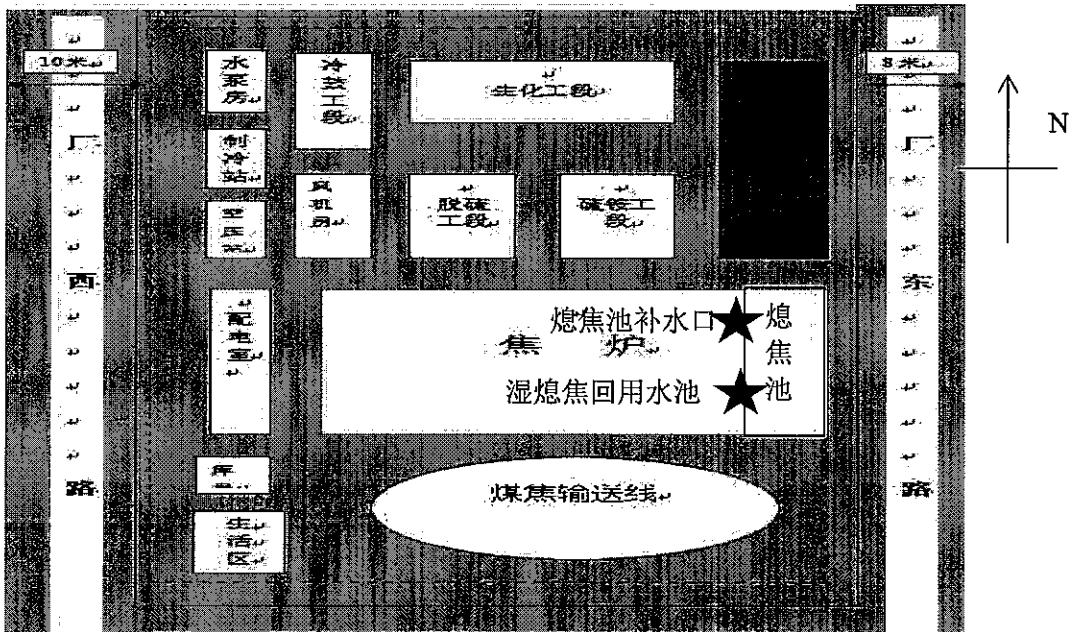 10米
8米
N
水
泵
房
冷
鼓
工
段
生化工段
制
冷
站
空
压
站
风
机
房
脱硫
工段
硫铵工
段
厂
西
路
厂
东
路
配
电
室
熄焦池补水口
焦 炉
湿熄焦回用水池
熄
焦
池
库
煤焦输送线
生
活
区